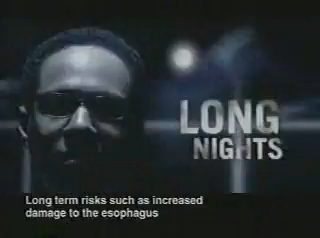 LONG
NIGHTS
Long term risks such as increased
damage to the esophagus